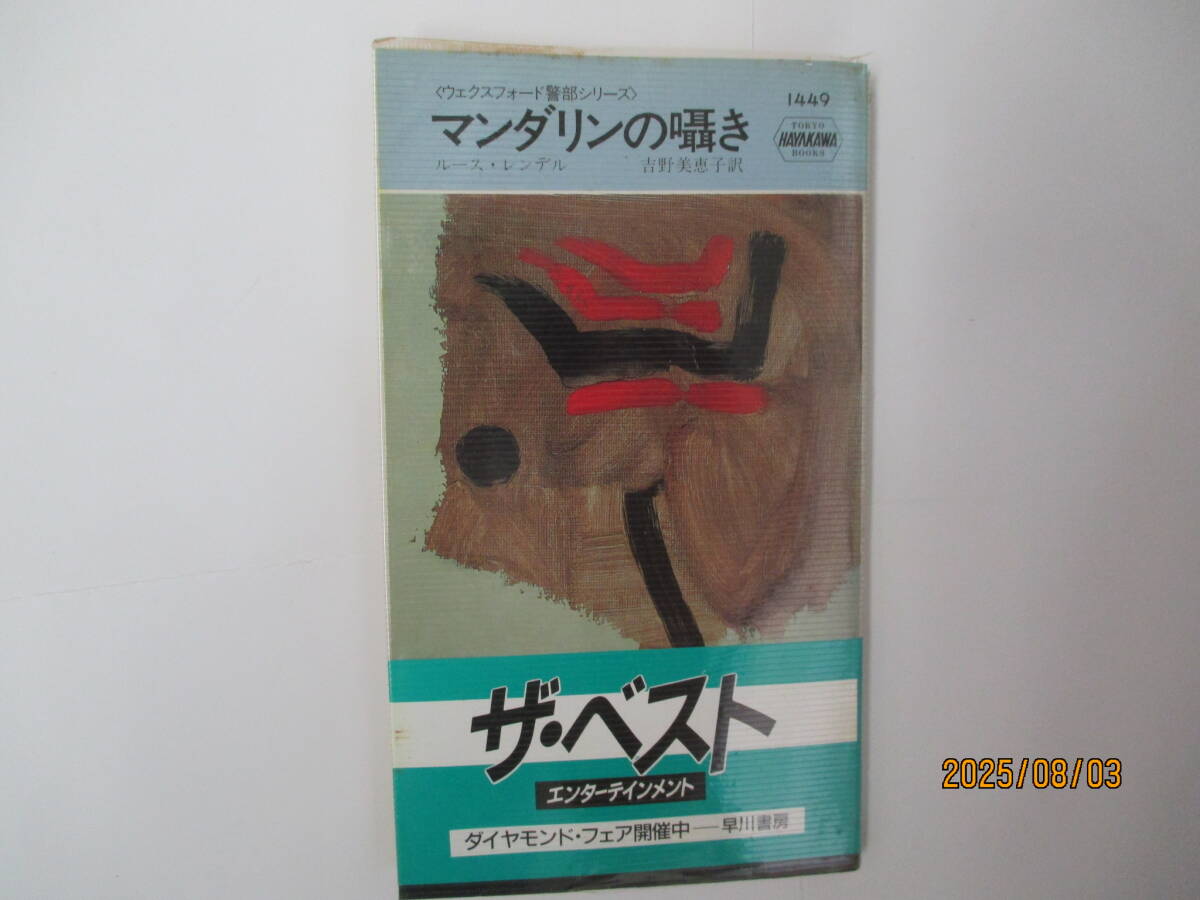 〈ウェクスフォード警部シリーズ〉
マンダリンの囁き
ルース・レンデル 吉野美恵子訳
1449
TOKYO
HAYAKAWA
BOOKS
ザ・ベスト
エンターテインメント
ダイヤモンド・フェア開催中―早川書房
2025/08/03